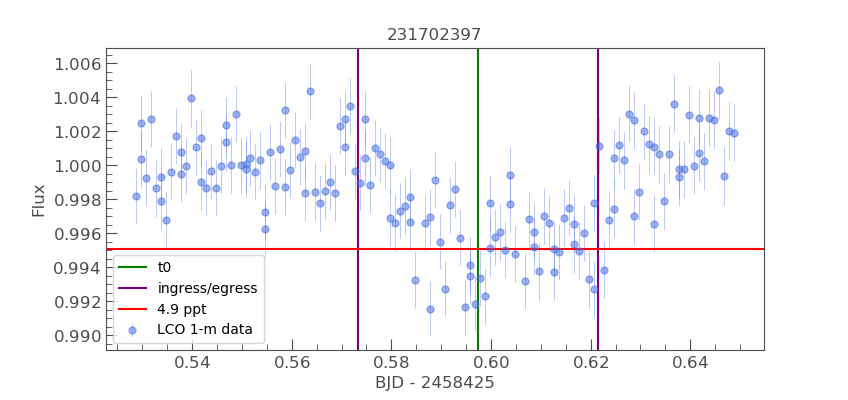 231702397
1.006
1.004
1.002
1.000
0.998
0.996
0.994
0.992
0.990
Flux
t0
ingress/egress
4.9 ppt
LCO 1-m data
0.54 0.56 0.58 0.60 0.62 0.64
BJD - 2458425